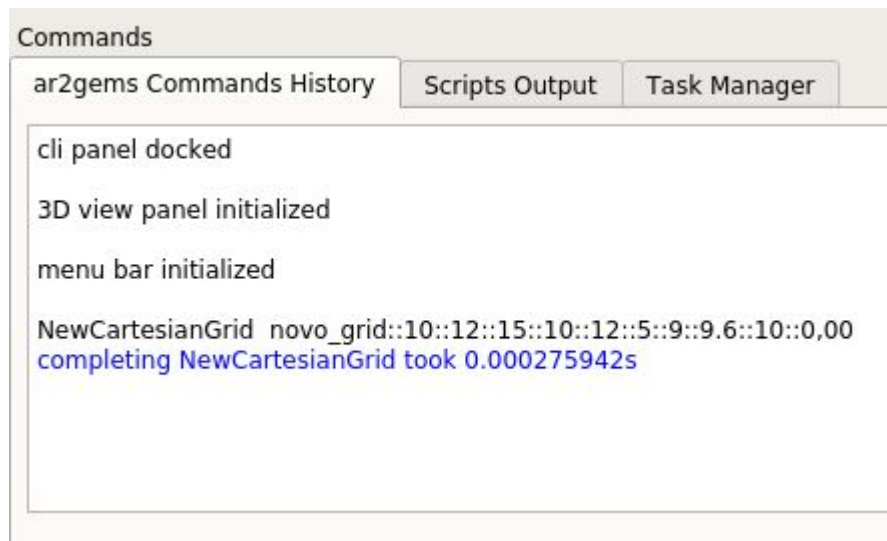 Commands
ar2gems Commands History
Scripts Output
Task Manager
cli panel docked
3D view panel initialized
menu bar initialized
NewCartesianGrid  novo_grid::10::12::15::10::12::5::9::9.6::10::0,00
completing NewCartesianGrid took 0.000275942s